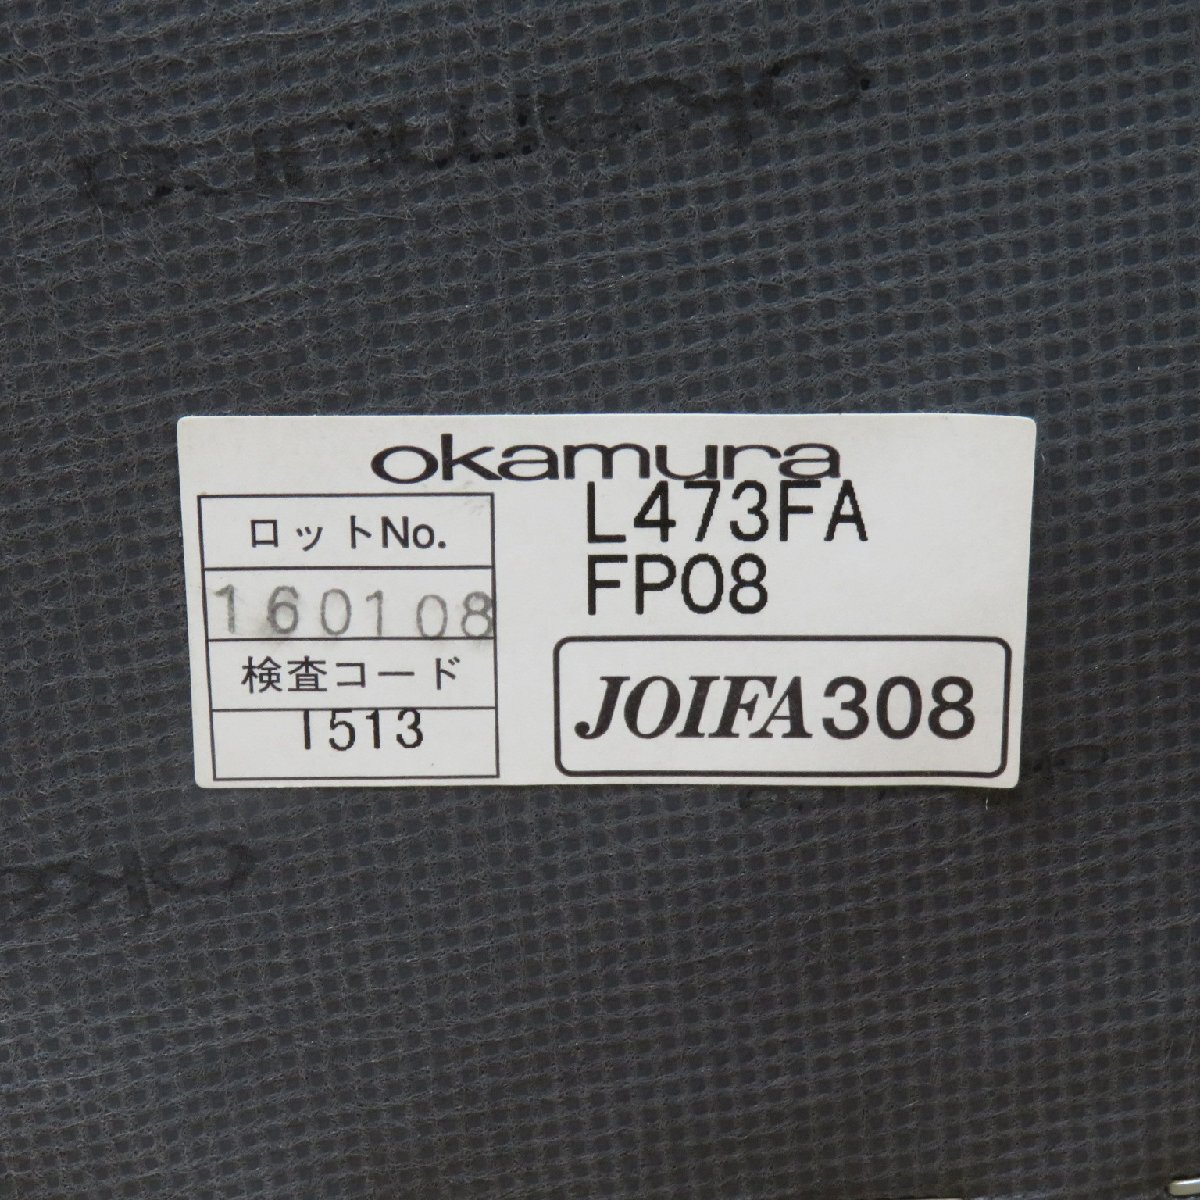 okamura
ロットNo.
160108
検査コード
I513
L473FA
FP08
JOIFA308